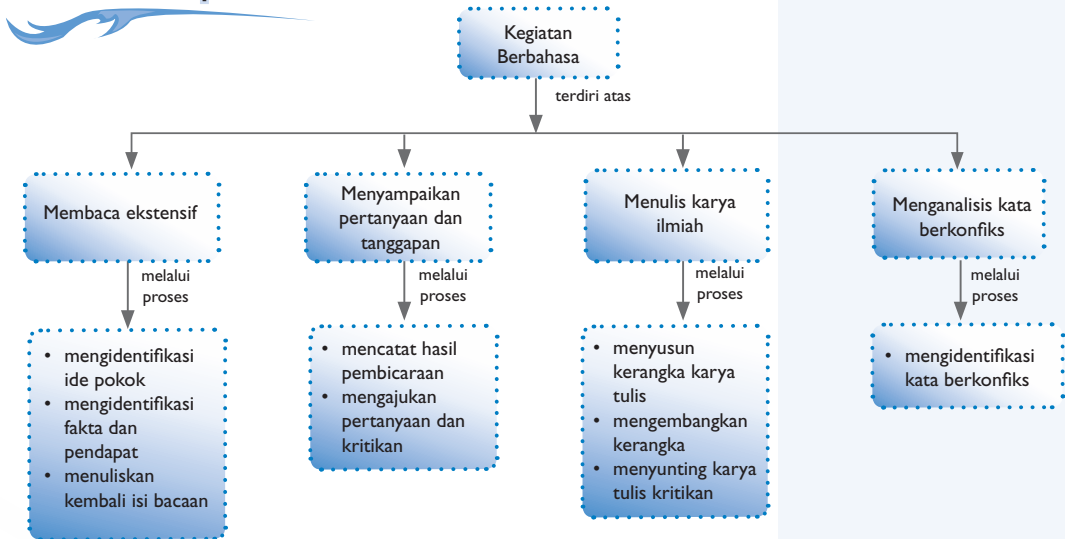 Kegiatan
Berbahasa
terdiri atas
Membaca ekstensif
Menyampaikan
pertanyaan dan
tanggapan
Menulis karya
ilmiah
Menganalisis kata
berkonfiks
melalui
proses
melalui
proses
melalui
proses
melalui
proses
• mengidentifikasi
ide pokok
• mengidentifikasi
fakta dan
pendapat
• menuliskan
kembali isi bacaan
• mencatat hasil
pembicaraan
• mengajukan
pertanyaan dan
kritikan
• menyusun
kerangka karya
tulis
• mengembangkan
kerangka
• menyunting karya
tulis kritikan
• mengidentifikasi
kata berkonfiks